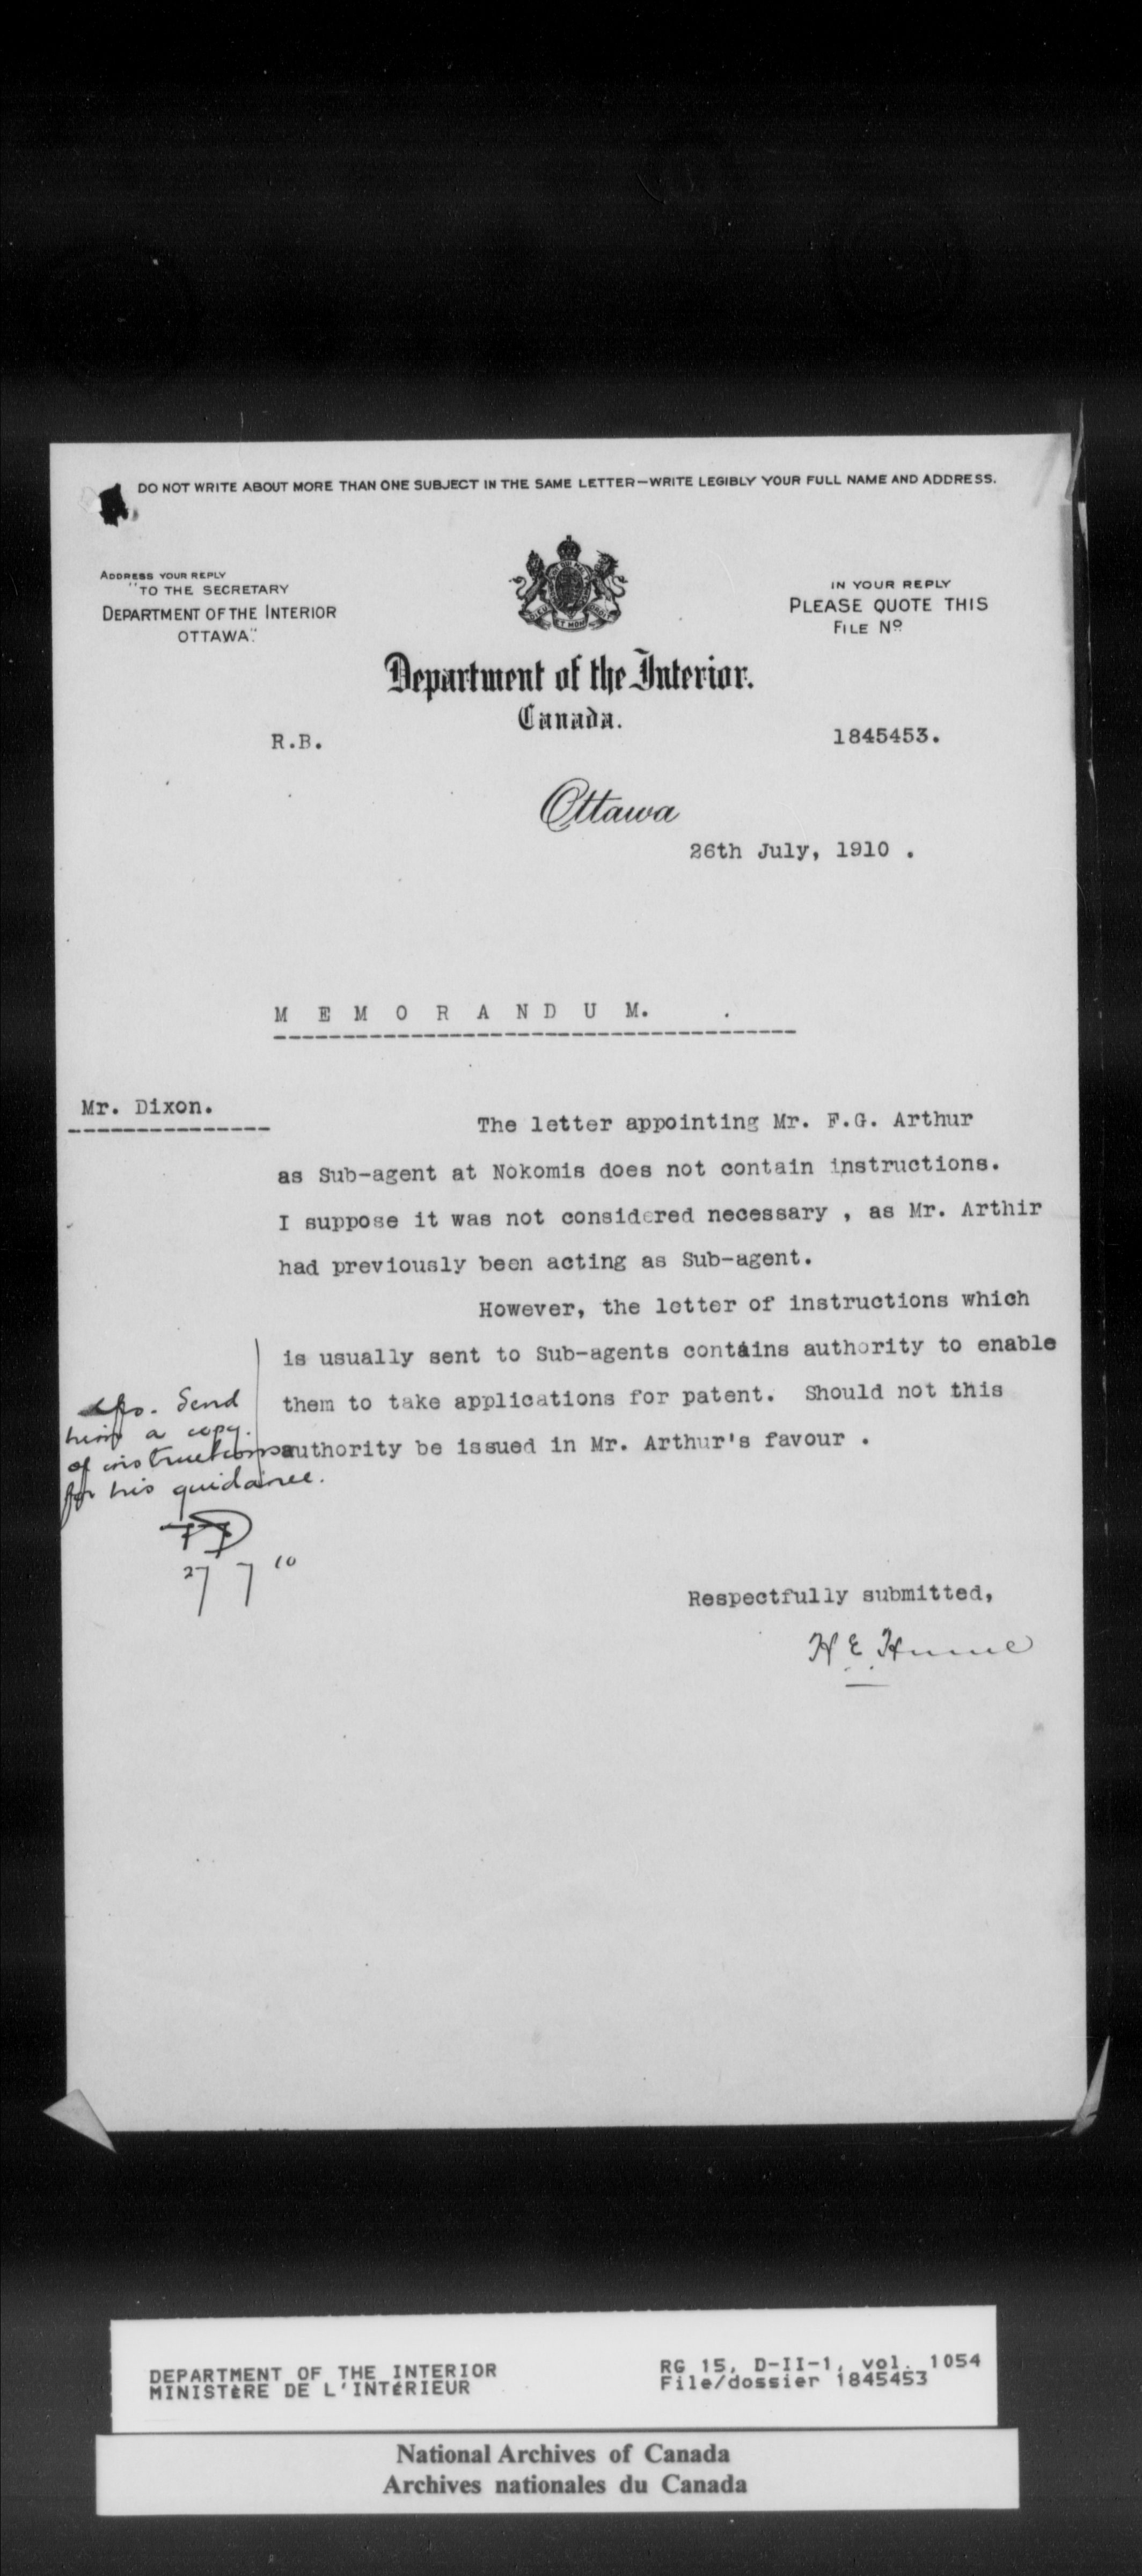 DO NOT WRITE ABOUT MORE THAN ONE SUBJECT IN THE SAME LETTER—WRITE LEGIBLY YOUR FULL NAME AND ADDRESS.
ADDRESS YOUR REPLY
"TO THE SECRETARY
DEPARTMENT OF THE INTERIOR
OTTAWA."
IN YOUR REPLY
PLEASE QUOTE THIS
FILE No.
Department of the Interior.
Canada.
R.B.
1845453.
Ottawa
26th July, 1910 .
M E M O R A N D U M.
Mr. Dixon.
The letter appointing Mr. F.G. Arthur
as Sub-agent at Nokomis does not contain instructions.
I suppose it was not considered necessary , as Mr. Arthir
had previously been acting as Sub-agent.
However, the letter of instructions which
is usually sent to Sub-agents contains authority to enable
them to take applications for patent. Should not this
authority be issued in Mr. Arthur's favour .
Send
him a copy
of instructions
for his guidance.
27 7 10
Respectfully submitted,
H E Hume
DEPARTMENT OF THE INTERIOR
MINISTÈRE DE L'INTÉRIEUR
RG 15, D-II-1, vol. 1054
File/dossier 1845453
National Archives of Canada
Archives nationales du Canada